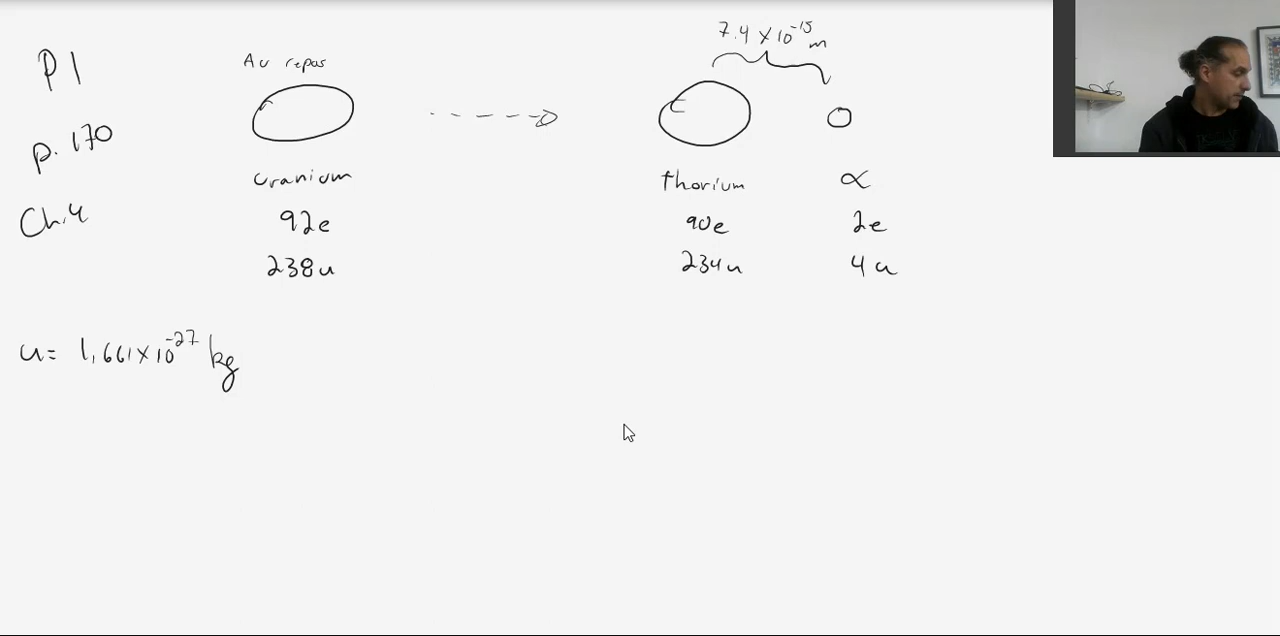 P1
p. 170
Ch.4
Au repos
uranium
92e
238u
7.4 × 10⁻¹⁵ m
thorium
90e
234u
α
2e
4u
u = 1,661×10⁻²⁷ kg